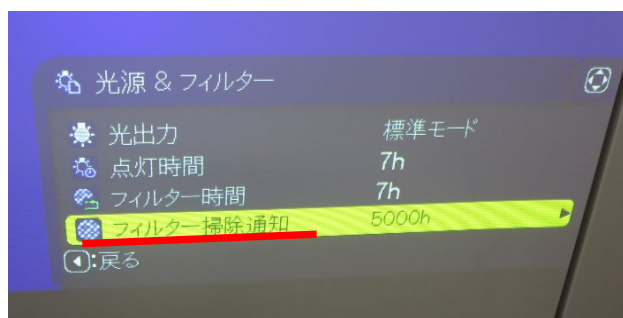 光源 & フィルター
光出力 標準モード
点灯時間 7h
フィルター時間 7h
フィルター掃除通知 5000h
:戻る